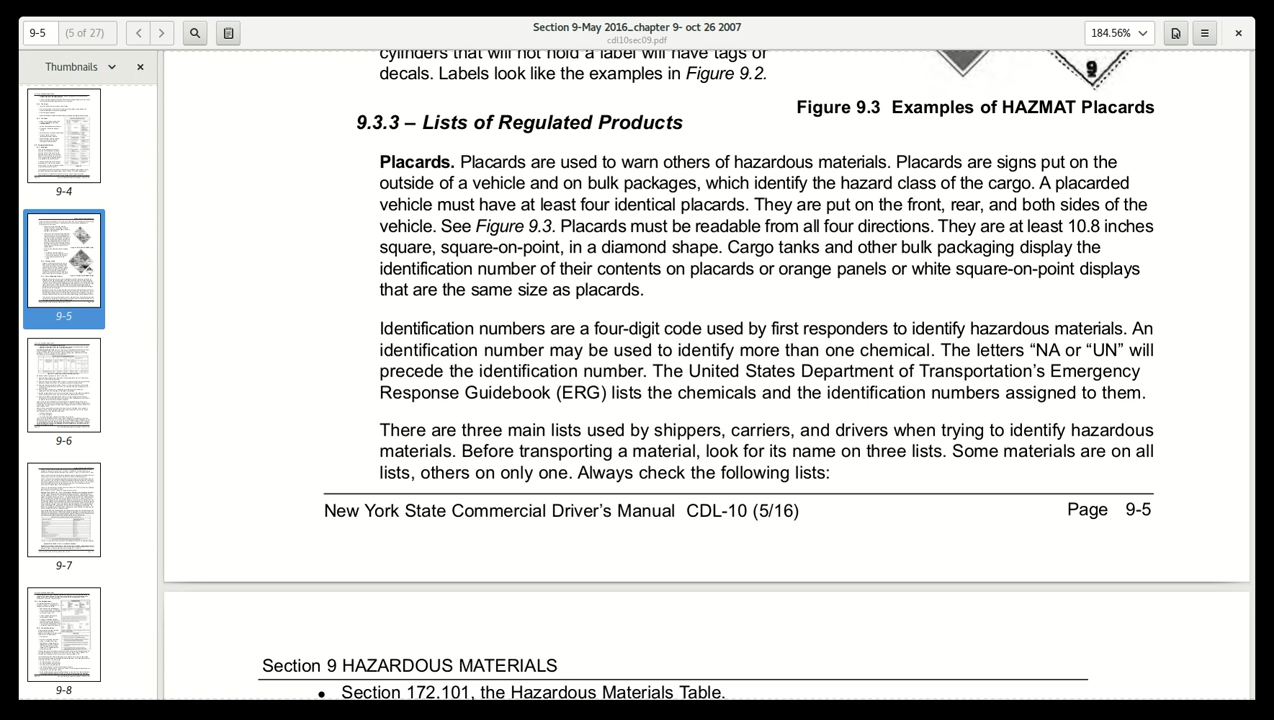 9-5 (5 of 27)
Section 9-May 2016_chapter 9- oct 26 2007
cdl10sec09.pdf
184.56%
Thumbnails
9-4
9-5
9-6
9-7
9-8
cylinders that will not hold a label will have tags or
decals. Labels look like the examples in Figure 9.2.
9
Figure 9.3 Examples of HAZMAT Placards
9.3.3 – Lists of Regulated Products
Placards. Placards are used to warn others of hazardous materials. Placards are signs put on the
outside of a vehicle and on bulk packages, which identify the hazard class of the cargo. A placarded
vehicle must have at least four identical placards. They are put on the front, rear, and both sides of the
vehicle. See Figure 9.3. Placards must be readable from all four directions. They are at least 10.8 inches
square, square-on-point, in a diamond shape. Cargo tanks and other bulk packaging display the
identification number of their contents on placards or orange panels or white square-on-point displays
that are the same size as placards.
Identification numbers are a four-digit code used by first responders to identify hazardous materials. An
identification number may be used to identify more than one chemical. The letters “NA or “UN” will
precede the identification number. The United States Department of Transportation’s Emergency
Response Guidebook (ERG) lists the chemicals and the identification numbers assigned to them.
There are three main lists used by shippers, carriers, and drivers when trying to identify hazardous
materials. Before transporting a material, look for its name on three lists. Some materials are on all
lists, others on only one. Always check the following lists:
New York State Commercial Driver’s Manual CDL-10 (5/16) Page 9-5
Section 9 HAZARDOUS MATERIALS
• Section 172.101, the Hazardous Materials Table.